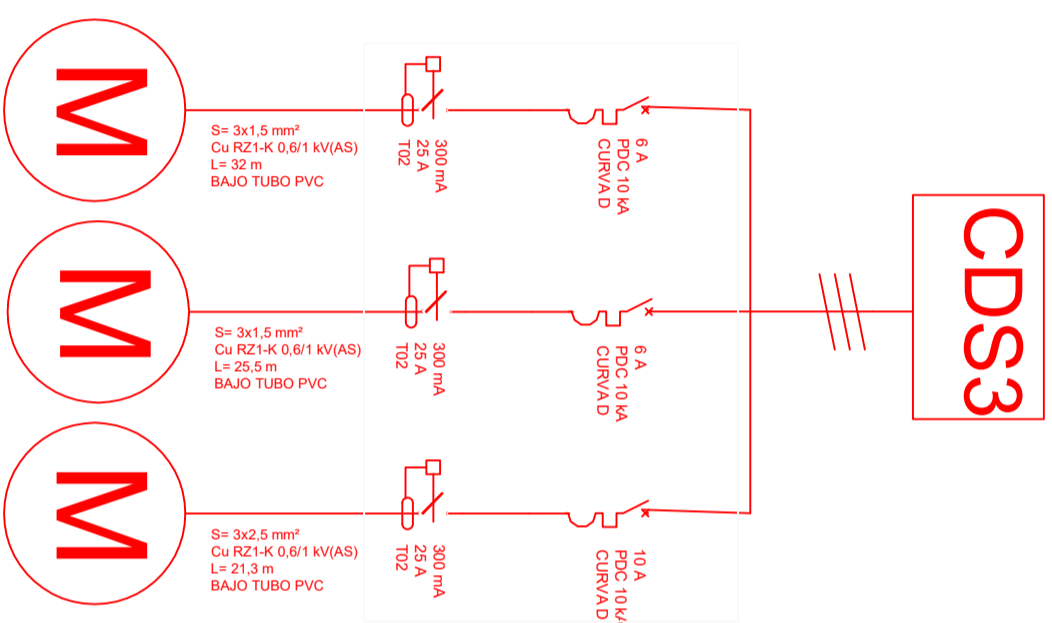 M
S= 3x1,5 mm²
Cu RZ1-K 0,6/1 kV(AS)
L= 32 m
BAJO TUBO PVC
300 mA
25 A
T02
6 A
PDC 10 kA
CURVA D
M
S= 3x1,5 mm²
Cu RZ1-K 0,6/1 kV(AS)
L= 25,5 m
BAJO TUBO PVC
300 mA
25 A
T02
6 A
PDC 10 kA
CURVA D
M
S= 3x2,5 mm²
Cu RZ1-K 0,6/1 kV(AS)
L= 21,3 m
BAJO TUBO PVC
300 mA
25 A
T02
10 A
PDC 10 kA
CURVA D
CDS3